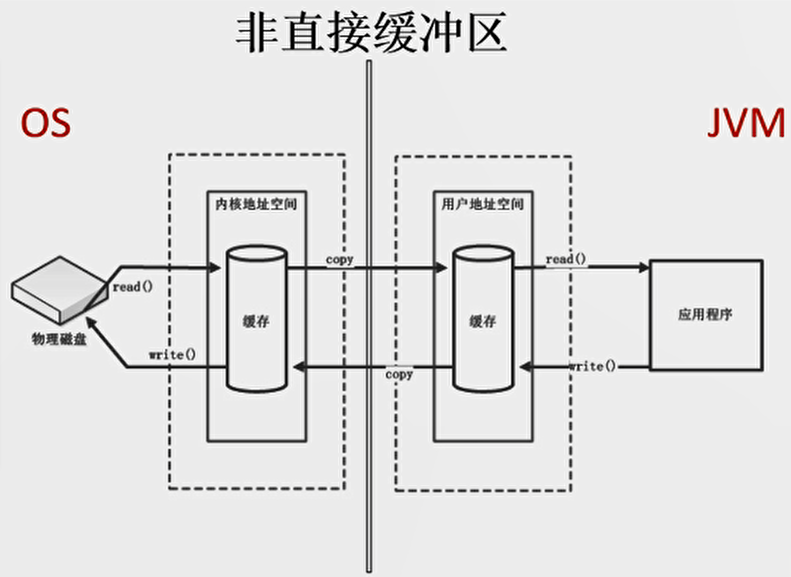 非直接缓冲区
OS
JVM
内核地址空间
用户地址空间
copy
read()
read()
缓存
缓存
应用程序
物理磁盘
write()
copy
write()